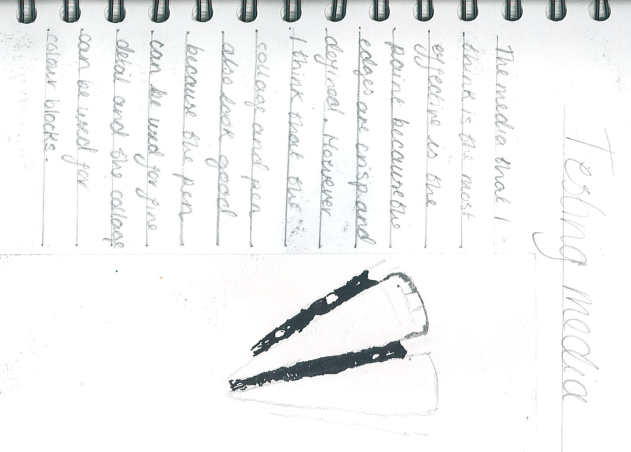 Testing media
The media that I
think is the most
effective is the
paint because the
edges are crisp and
defined. However
I think that the
collage and pen
also look good
because the pen
can be used for fine
detail and the collage
can be used for
colour blocks.